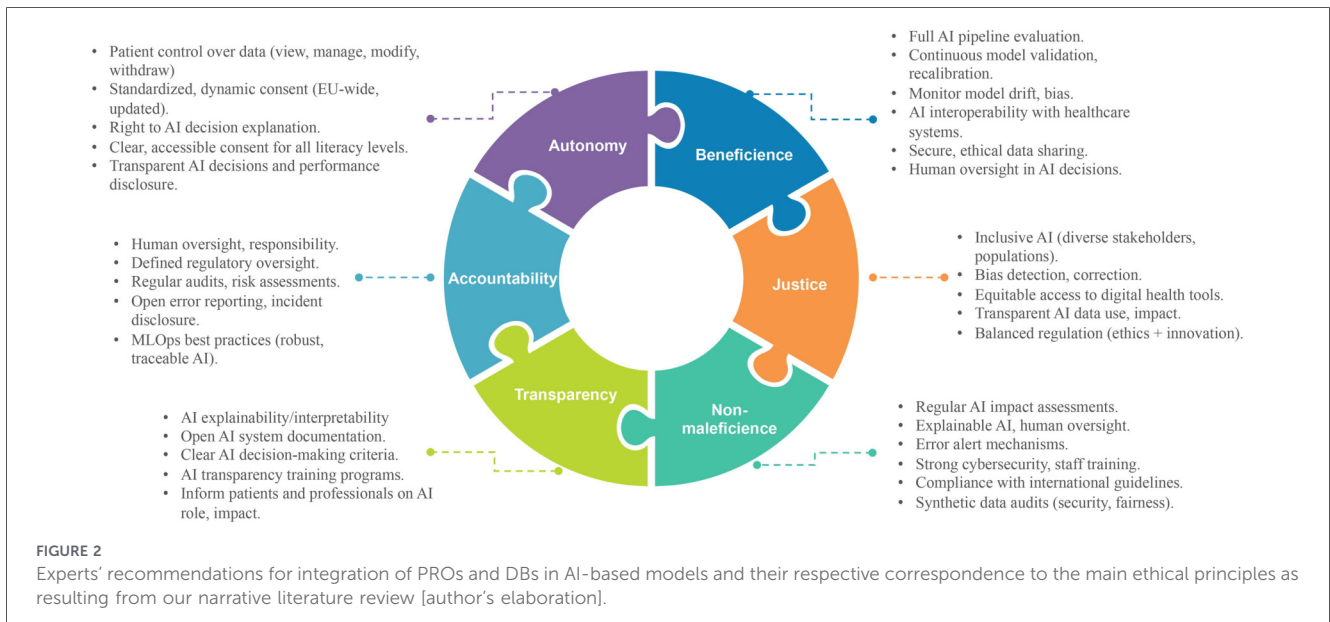 • Patient control over data (view, manage, modify,
withdraw)
• Standardized, dynamic consent (EU-wide,
updated).
• Right to AI decision explanation.
• Clear, accessible consent for all literacy levels.
• Transparent AI decisions and performance
disclosure.
• Full AI pipeline evaluation.
• Continuous model validation,
recalibration.
• Monitor model drift, bias.
• AI interoperability with healthcare
systems.
• Secure, ethical data sharing.
• Human oversight in AI decisions.
Autonomy
Beneficience
• Human oversight, responsibility.
• Defined regulatory oversight.
• Regular audits, risk assessments.
• Open error reporting, incident
disclosure.
• MLOps best practices (robust,
traceable AI).
Accountability
Justice
• Inclusive AI (diverse stakeholders,
populations).
• Bias detection, correction.
• Equitable access to digital health tools.
• Transparent AI data use, impact.
• Balanced regulation (ethics + innovation).
Transparency
Non-
maleficience
• AI explainability/interpretability
• Open AI system documentation.
• Clear AI decision-making criteria.
• AI transparency training programs.
• Inform patients and professionals on AI
role, impact.
• Regular AI impact assessments.
• Explainable AI, human oversight.
• Error alert mechanisms.
• Strong cybersecurity, staff training.
• Compliance with international guidelines.
• Synthetic data audits (security, fairness).
FIGURE 2
Experts' recommendations for integration of PROs and DBs in AI-based models and their respective correspondence to the main ethical principles as
resulting from our narrative literature review [author's elaboration].